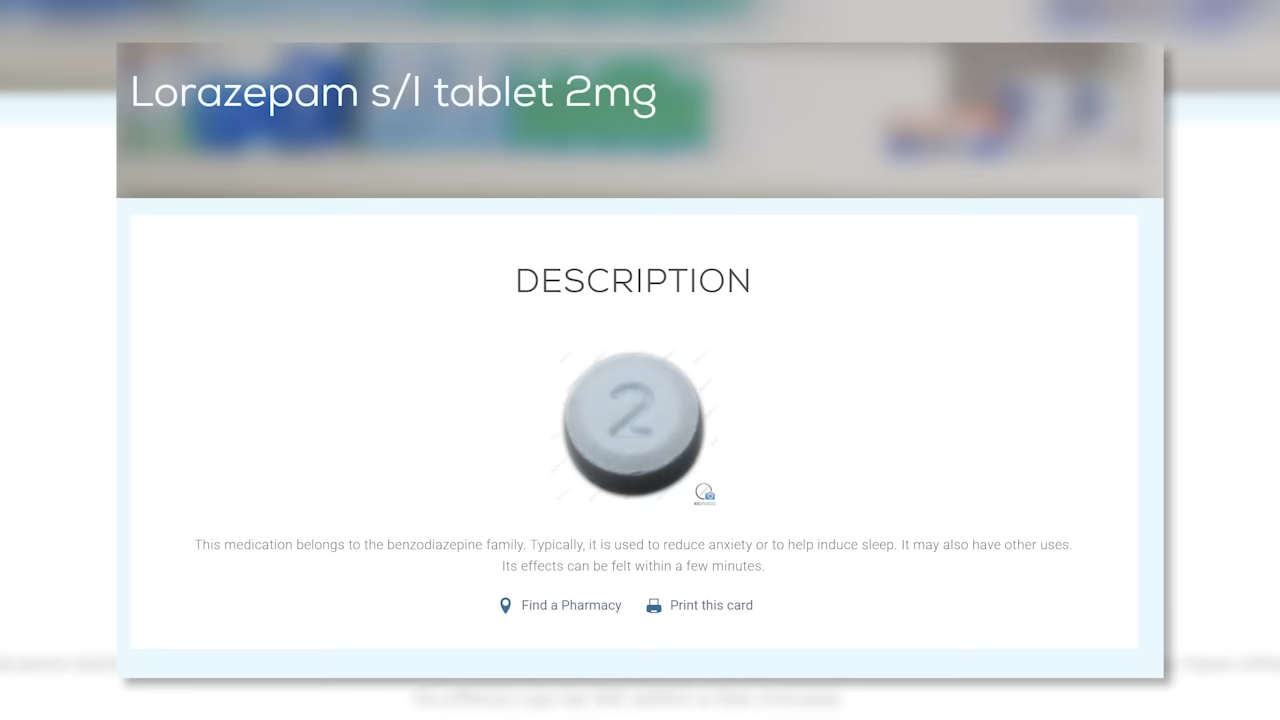 Lorazepam s/l tablet 2mg
DESCRIPTION
2
This medication belongs to the benzodiazepine family. Typically, it is used to reduce anxiety or to help induce sleep. It may also have other uses.
Its effects can be felt within a few minutes.
Find a Pharmacy
Print this card